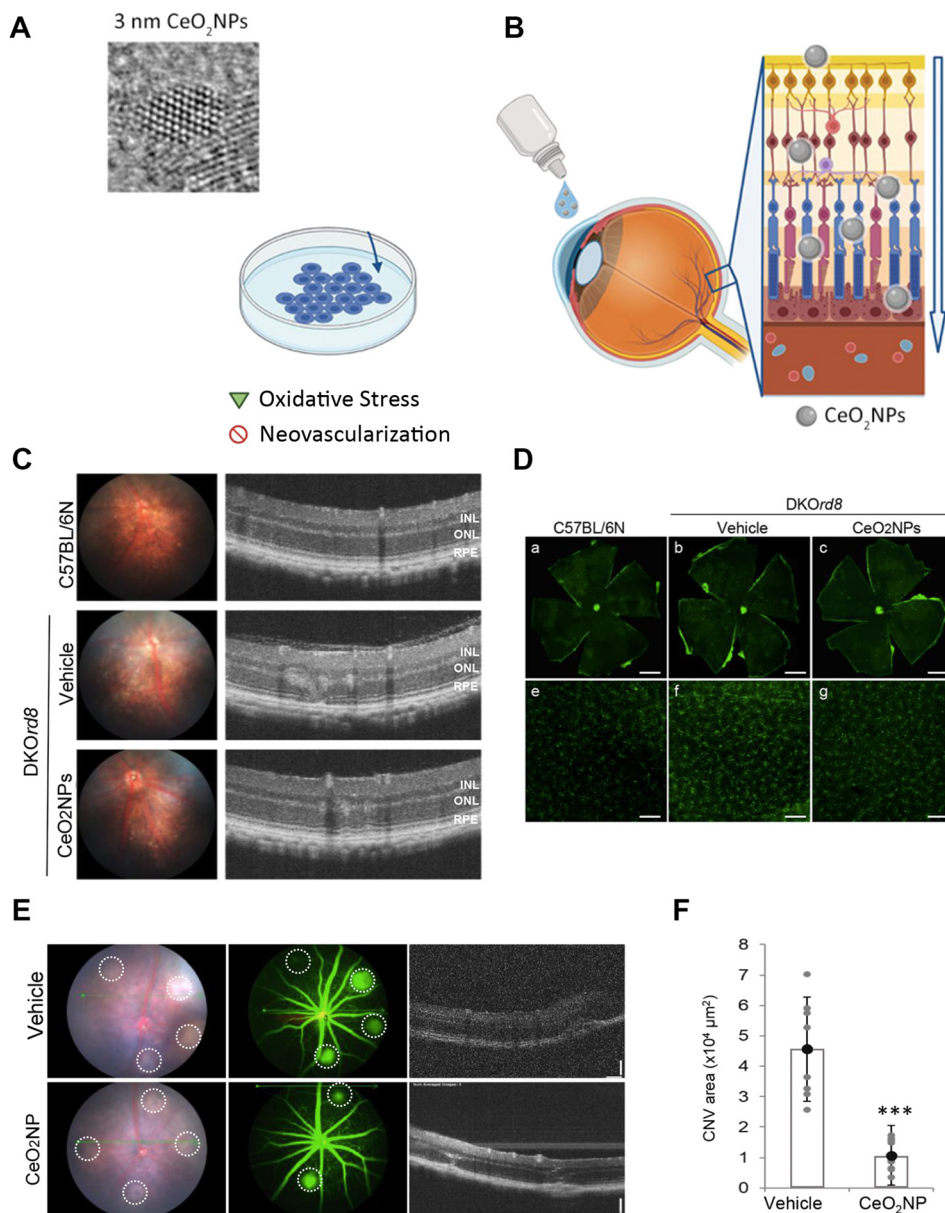 A
3 nm CeO₂NPs
Oxidative Stress
Neovascularization
B
CeO₂NPs
C
C57BL/6N
INL
ONL
RPE
DKOrd8
Vehicle
INL
ONL
RPE
CeO2NPs
INL
ONL
RPE
D
DKOrd8
C57BL/6N Vehicle CeO2NPs
a b c
e f g
E
Vehicle
CeO2NP
F
CNV area (x10⁴ µm²)
8
7
6
5
4
3
2
1
0
***
Vehicle CeO₂NP